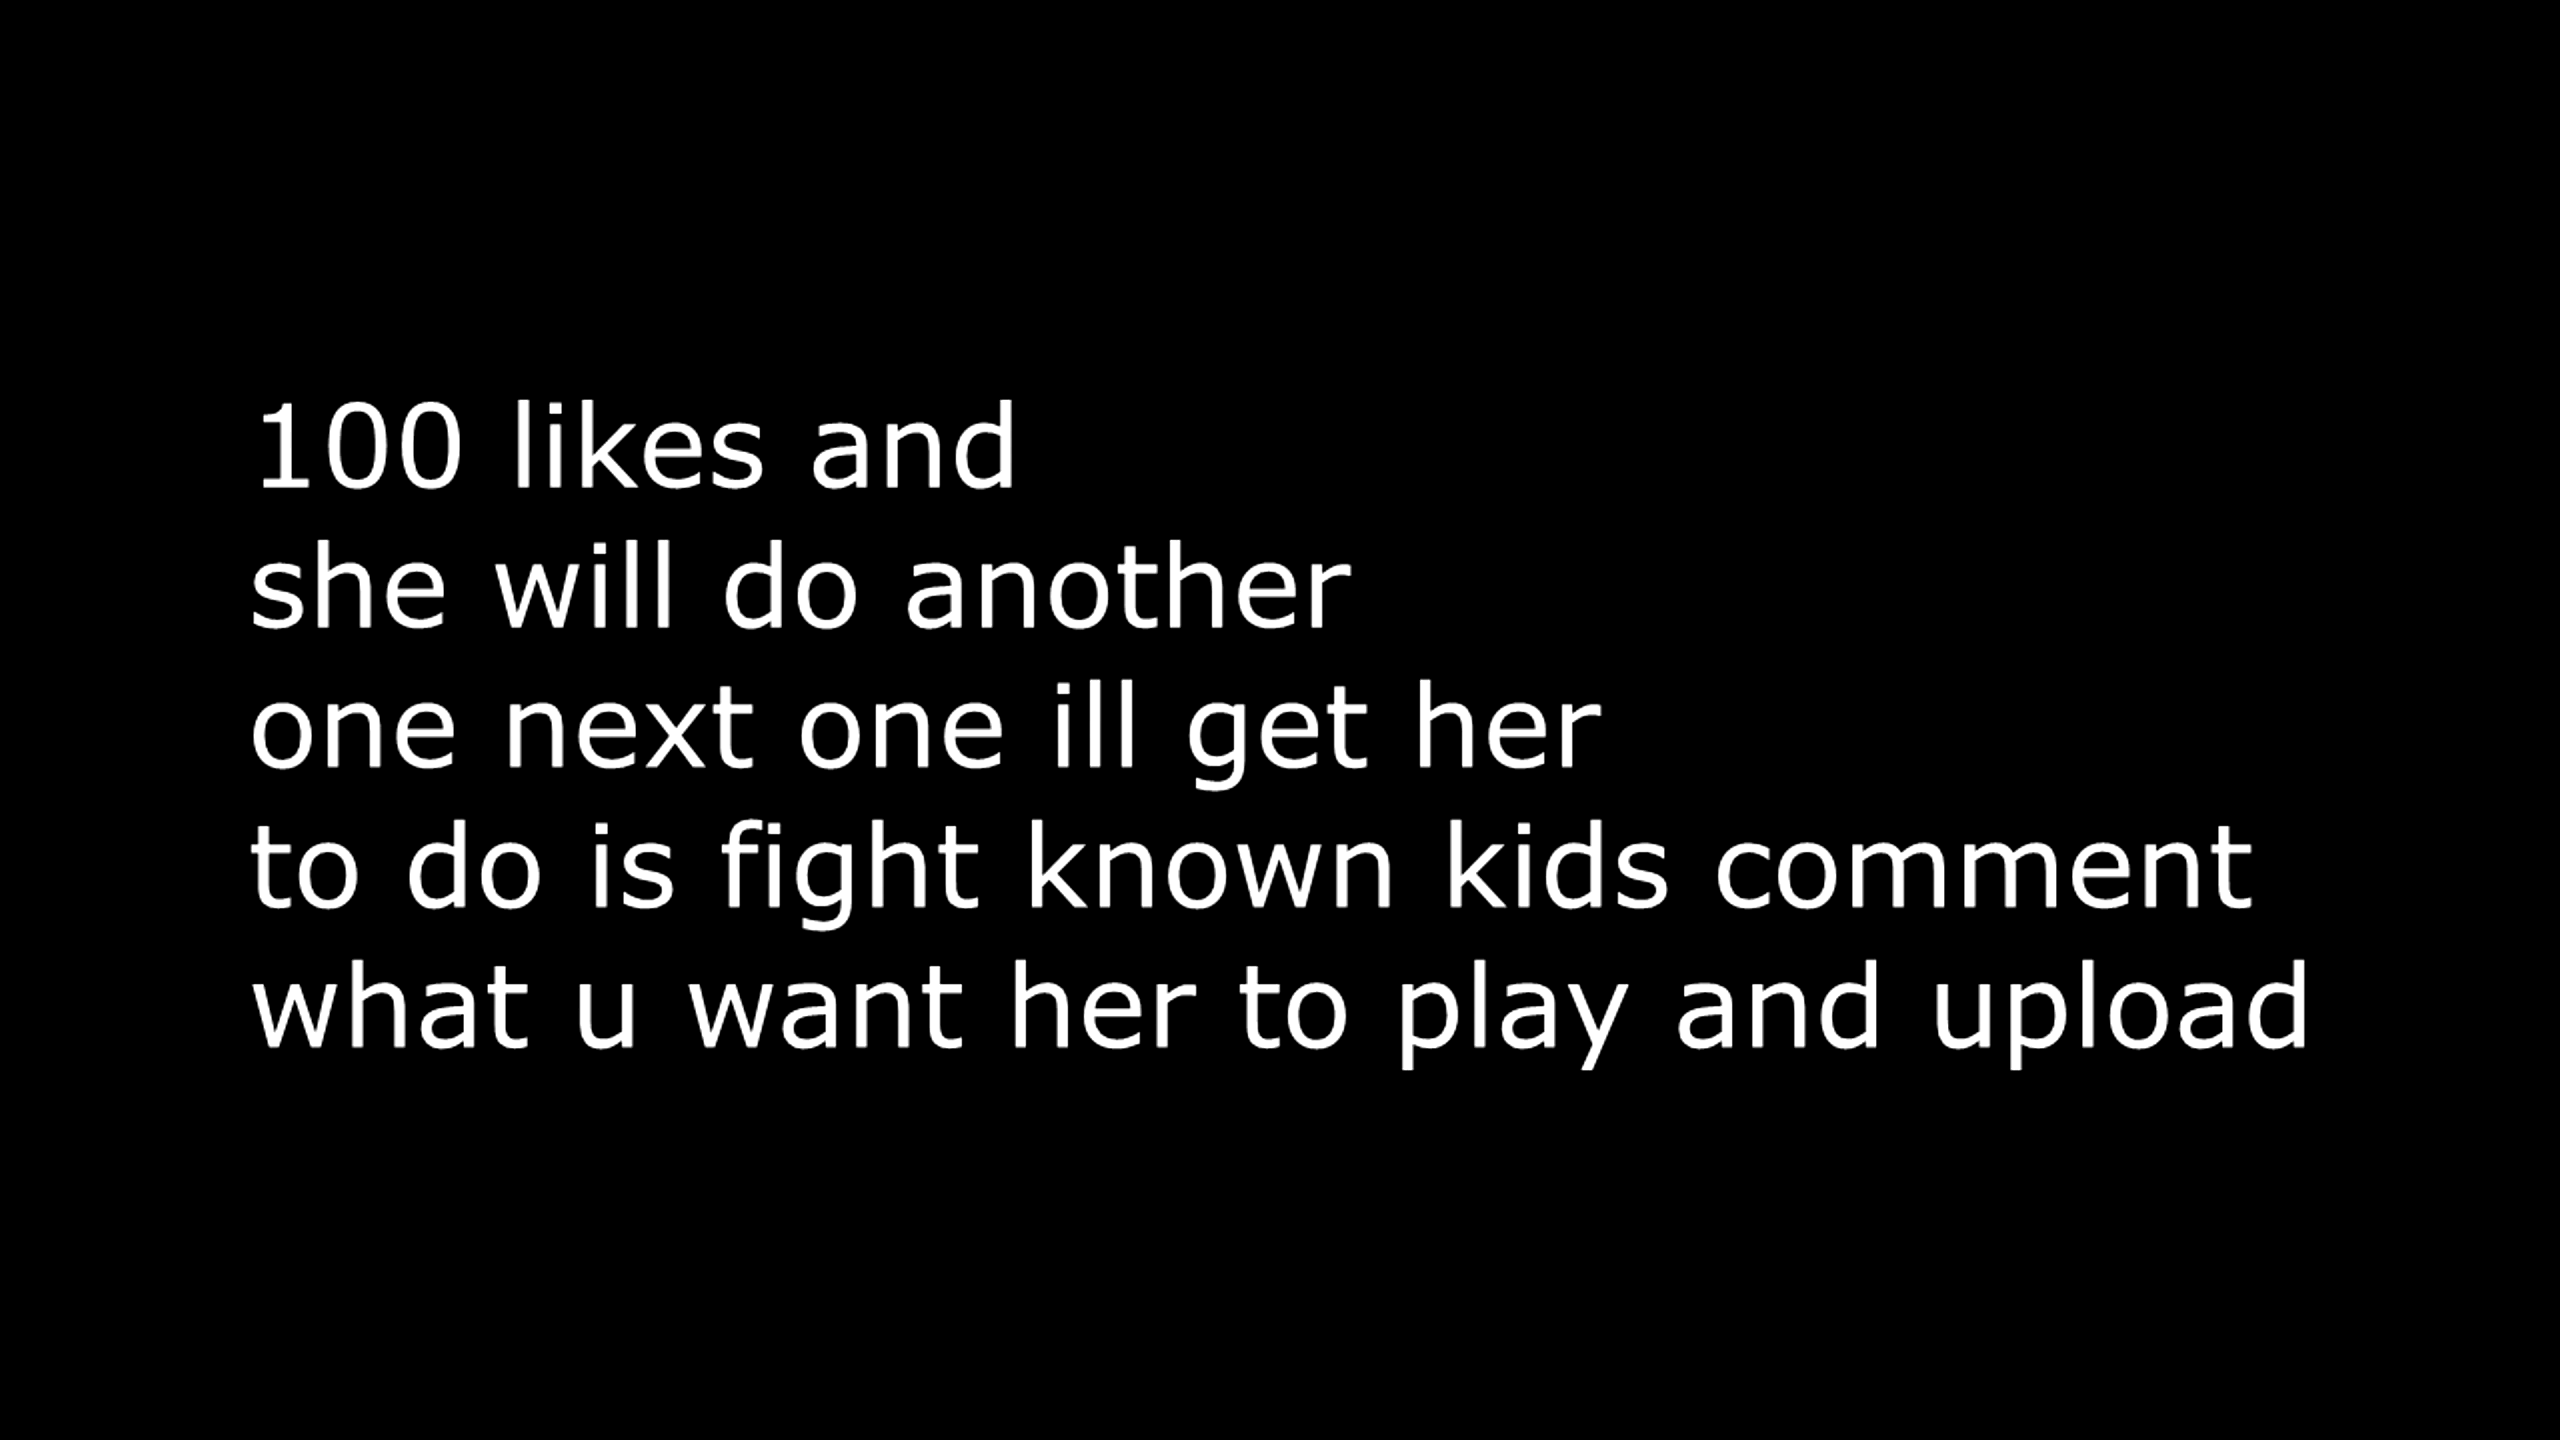 100 likes and
she will do another
one next one ill get her
to do is fight known kids comment
what u want her to play and upload